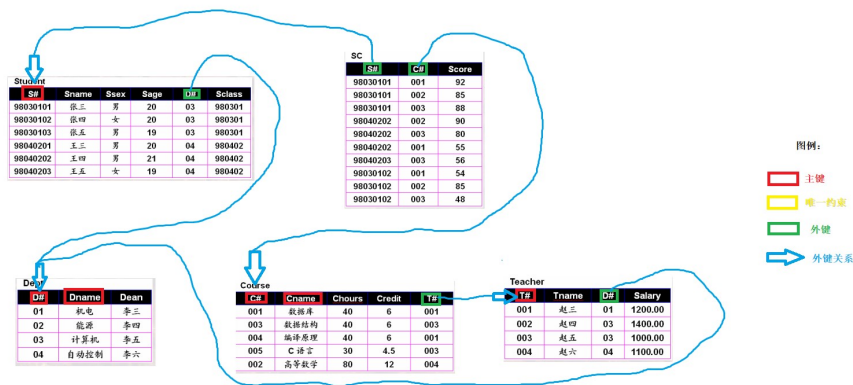 Student
S# Sname Ssex Sage D# Sclass
98030101 张三 男 20 03 980301
98030102 张四 女 20 03 980301
98030103 张五 男 19 03 980301
98040201 王三 男 20 04 980402
98040202 王四 男 21 04 980402
98040203 王五 女 19 04 980402
SC
S# C# Score
98030101 001 92
98030101 002 85
98030101 003 88
98040202 002 90
98040202 003 80
98040202 001 55
98040203 003 56
98030102 001 54
98030102 002 85
98030102 003 48
图例:
主键
唯一约束
外键
外键关系
Dept
D# Dname Dean
01 机电 李三
02 能源 李四
03 计算机 李五
04 自动控制 李六
Course
C# Cname Chours Credit T#
001 数据库 40 6 001
003 数据结构 40 6 003
004 编译原理 40 6 001
005 C语言 30 4.5 003
002 高等数学 80 12 004
Teacher
T# Tname D# Salary
001 赵三 01 1200.00
002 赵四 03 1400.00
003 赵五 03 1000.00
004 赵六 04 1100.00